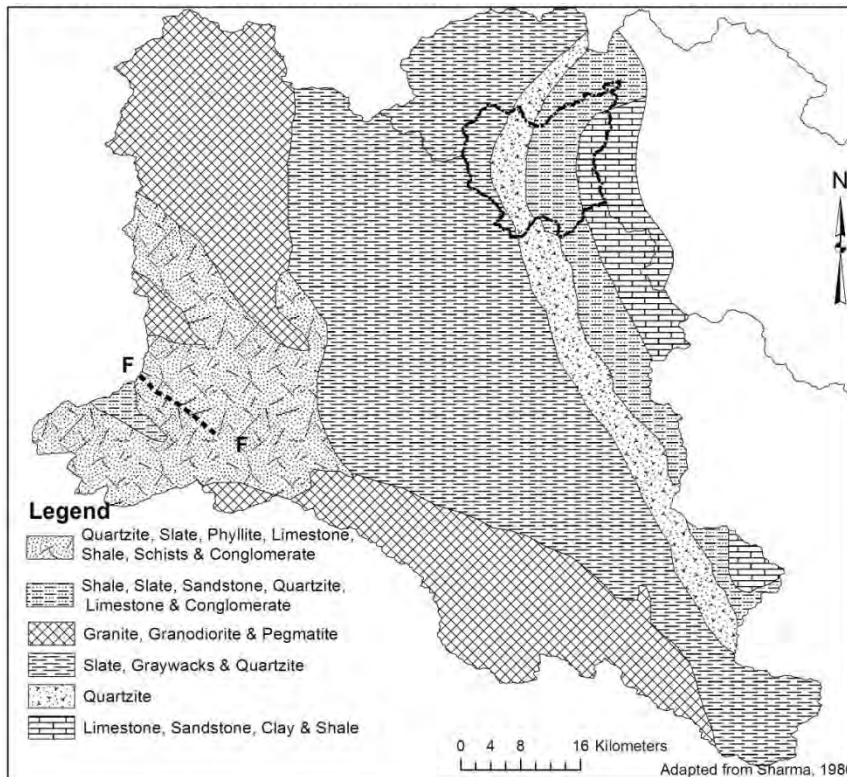 N
F
F
Legend
Quartzite, Slate, Phyllite, Limestone,
Shale, Schists & Conglomerate
Shale, Slate, Sandstone, Quartzite,
Limestone & Conglomerate
Granite, Granodiorite & Pegmatite
Slate, Graywacks & Quartzite
Quartzite
Limestone, Sandstone, Clay & Shale
0 4 8 16 Kilometers
Adapted from Sharma, 1980